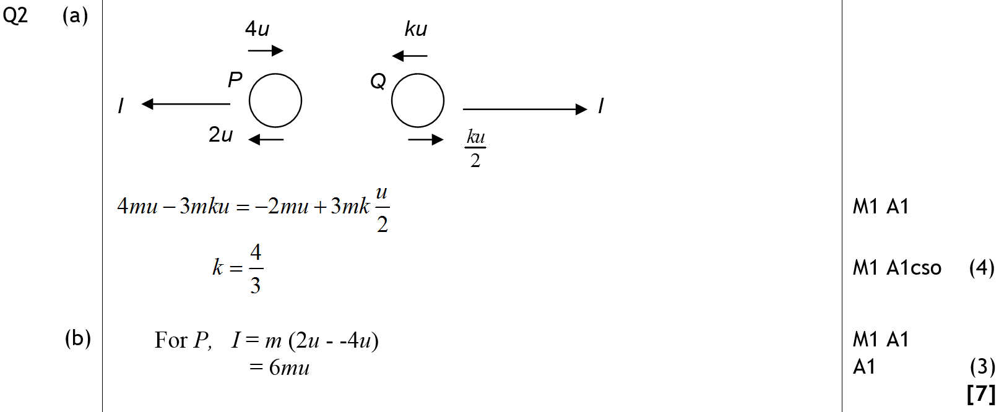 Q2 (a)
4u ku
P Q
I I
2u ku/2
4mu − 3mku = −2mu + 3mk u/2 M1 A1
k = 4/3 M1 A1cso (4)
(b) For P, I = m (2u - -4u) M1 A1
= 6mu A1 (3)
[7]